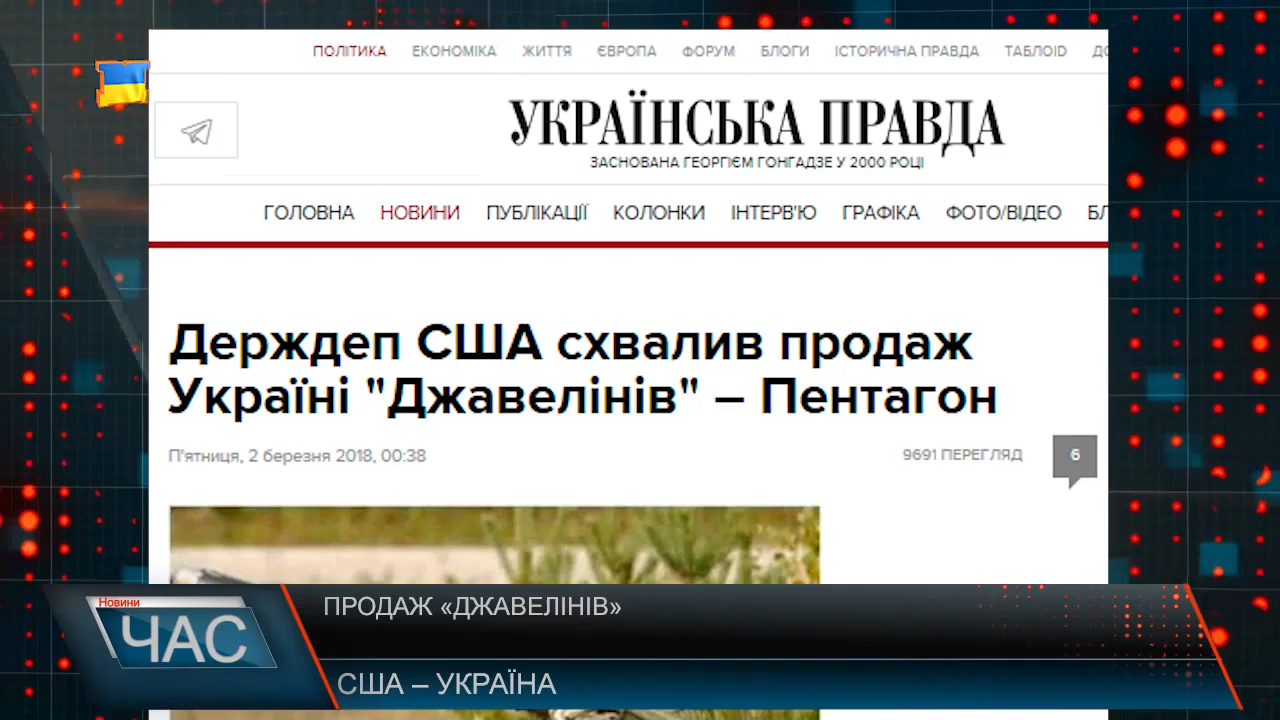 ПОЛІТИКА ЕКОНОМІКА ЖИТТЯ ЄВРОПА ФОРУМ БЛОГИ ІСТОРИЧНА ПРАВДА ТАБЛОІD
УКРАЇНСЬКА ПРАВДА
ЗАСНОВАНА ГЕОРГІЄМ ГОНГАДЗЕ У 2000 РОЦІ
ГОЛОВНА НОВИНИ ПУБЛІКАЦІЇ КОЛОНКИ ІНТЕРВ'Ю ГРАФІКА ФОТО/ВІДЕО
Держдеп США схвалив продаж
Україні "Джавелінів" – Пентагон
П'ятниця, 2 березня 2018, 00:38
9691 ПЕРЕГЛЯД
6
Новини
ЧАС
ПРОДАЖ «ДЖАВЕЛІНІВ»
США – УКРАЇНА